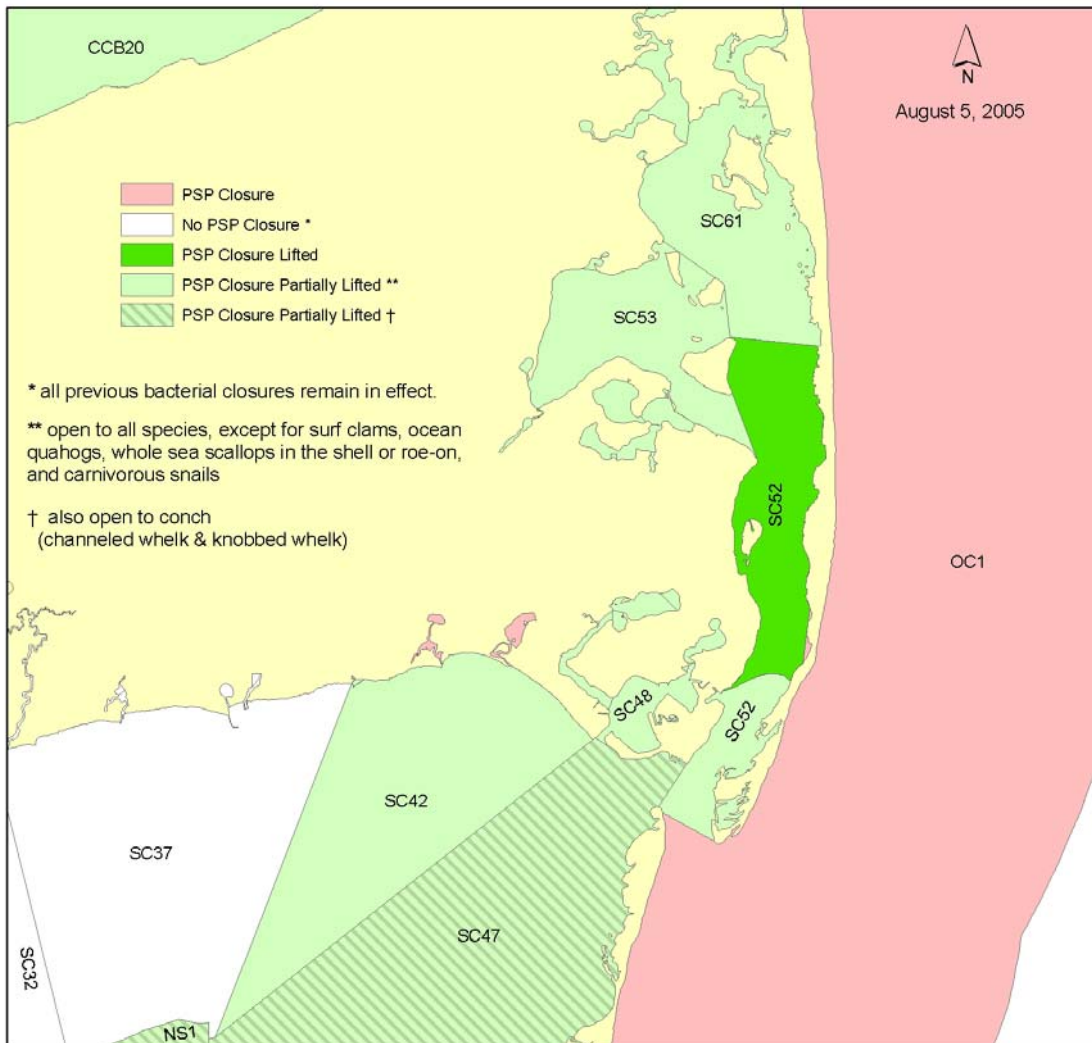 CCB20
N
August 5, 2005
PSP Closure
No PSP Closure *
PSP Closure Lifted
PSP Closure Partially Lifted **
PSP Closure Partially Lifted †
SC61
SC53
* all previous bacterial closures remain in effect.
** open to all species, except for surf clams, ocean
quahogs, whole sea scallops in the shell or roe-on,
and carnivorous snails
† also open to conch
(channeled whelk & knobbed whelk)
SC52
OC1
SC48
SC52
SC42
SC37
SC47
SC32
NS1